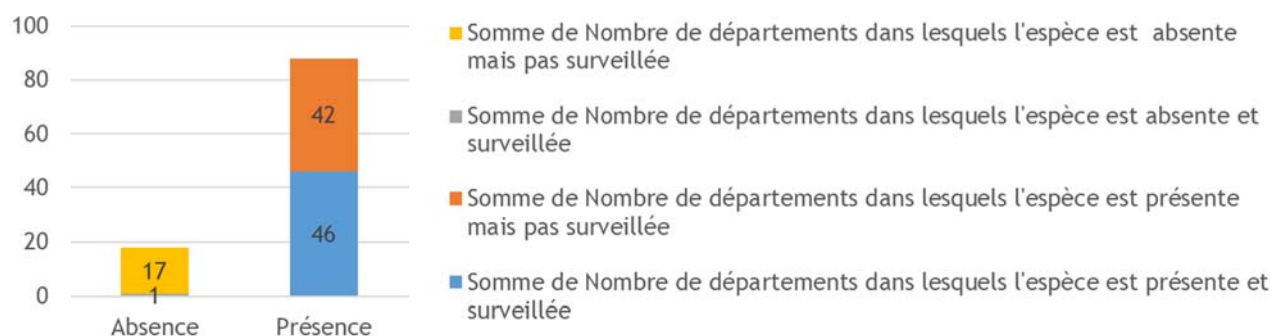 100
80
60
40
20
0
17
1
42
46
Absence
Présence
Somme de Nombre de départements dans lesquels l'espèce est absente
mais pas surveillée
Somme de Nombre de départements dans lesquels l'espèce est absente et
surveillée
Somme de Nombre de départements dans lesquels l'espèce est présente
mais pas surveillée
Somme de Nombre de départements dans lesquels l'espèce est présente et
surveillée